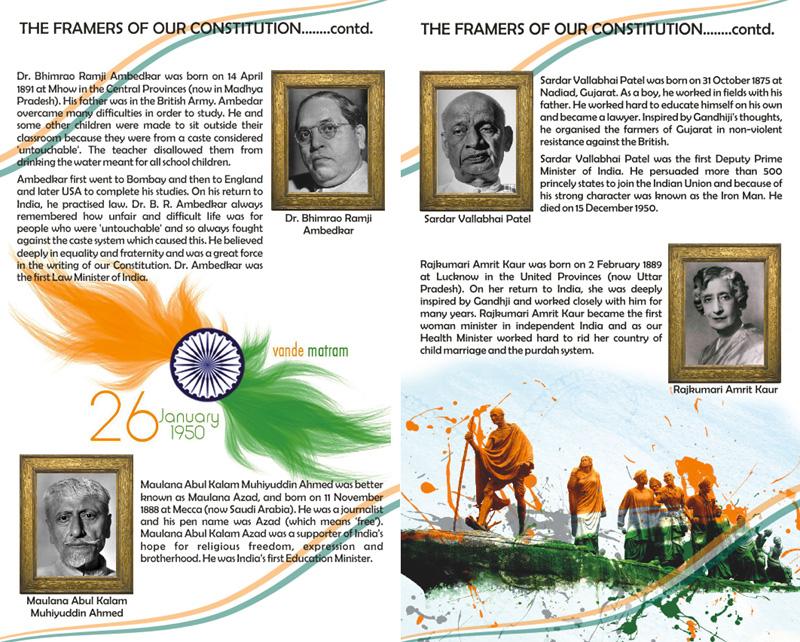 THE FRAMERS OF OUR CONSTITUTION........contd.
Dr. Bhimrao Ramji Ambedkar was born on 14 April
1891 at Mhow in the Central Provinces (now in Madhya
Pradesh). His father was in the British Army. Ambedar
overcame many difficulties in order to study. He and
some other children were made to sit outside their
classroom because they were from a caste considered
'untouchable'. The teacher disallowed them from
drinking the water meant for all school children.
Ambedkar first went to Bombay and then to England
and later USA to complete his studies. On his return to
India, he practised law. Dr. B. R. Ambedkar always
remembered how unfair and difficult life was for
people who were 'untouchable' and so always fought
against the caste system which caused this. He believed
deeply in equality and fraternity and was a great force
in the writing of our Constitution. Dr. Ambedkar was
the first Law Minister of India.
Dr. Bhimrao Ramji
Ambedkar
vande matram
26 January
1950
Maulana Abul Kalam
Muhiyuddin Ahmed
Maulana Abul Kalam Muhiyuddin Ahmed was better
known as Maulana Azad, and born on 11 November
1888 at Mecca (now Saudi Arabia). He was a journalist
and his pen name was Azad (which means 'free').
Maulana Abul Kalam Azad was a supporter of India's
hope for religious freedom, expression and
brotherhood. He was India's first Education Minister.
THE FRAMERS OF OUR CONSTITUTION........contd.
Sardar Vallabhai Patel
Sardar Vallabhai Patel was born on 31 October 1875 at
Nadiad, Gujarat. As a boy, he worked in fields with his
father. He worked hard to educate himself on his own
and became a lawyer. Inspired by Gandhiji's thoughts,
he organised the farmers of Gujarat in non-violent
resistance against the British.
Sardar Vallabhai Patel was the first Deputy Prime
Minister of India. He persuaded more than 500
princely states to join the Indian Union and because of
his strong character was known as the Iron Man. He
died on 15 December 1950.
Rajkumari Amrit Kaur was born on 2 February 1889
at Lucknow in the United Provinces (now Uttar
Pradesh). On her return to India, she was deeply
inspired by Gandhji and worked closely with him for
many years. Rajkumari Amrit Kaur became the first
woman minister in independent India and as our
Health Minister worked hard to rid her country of
child marriage and the purdah system.
Rajkumari Amrit Kaur